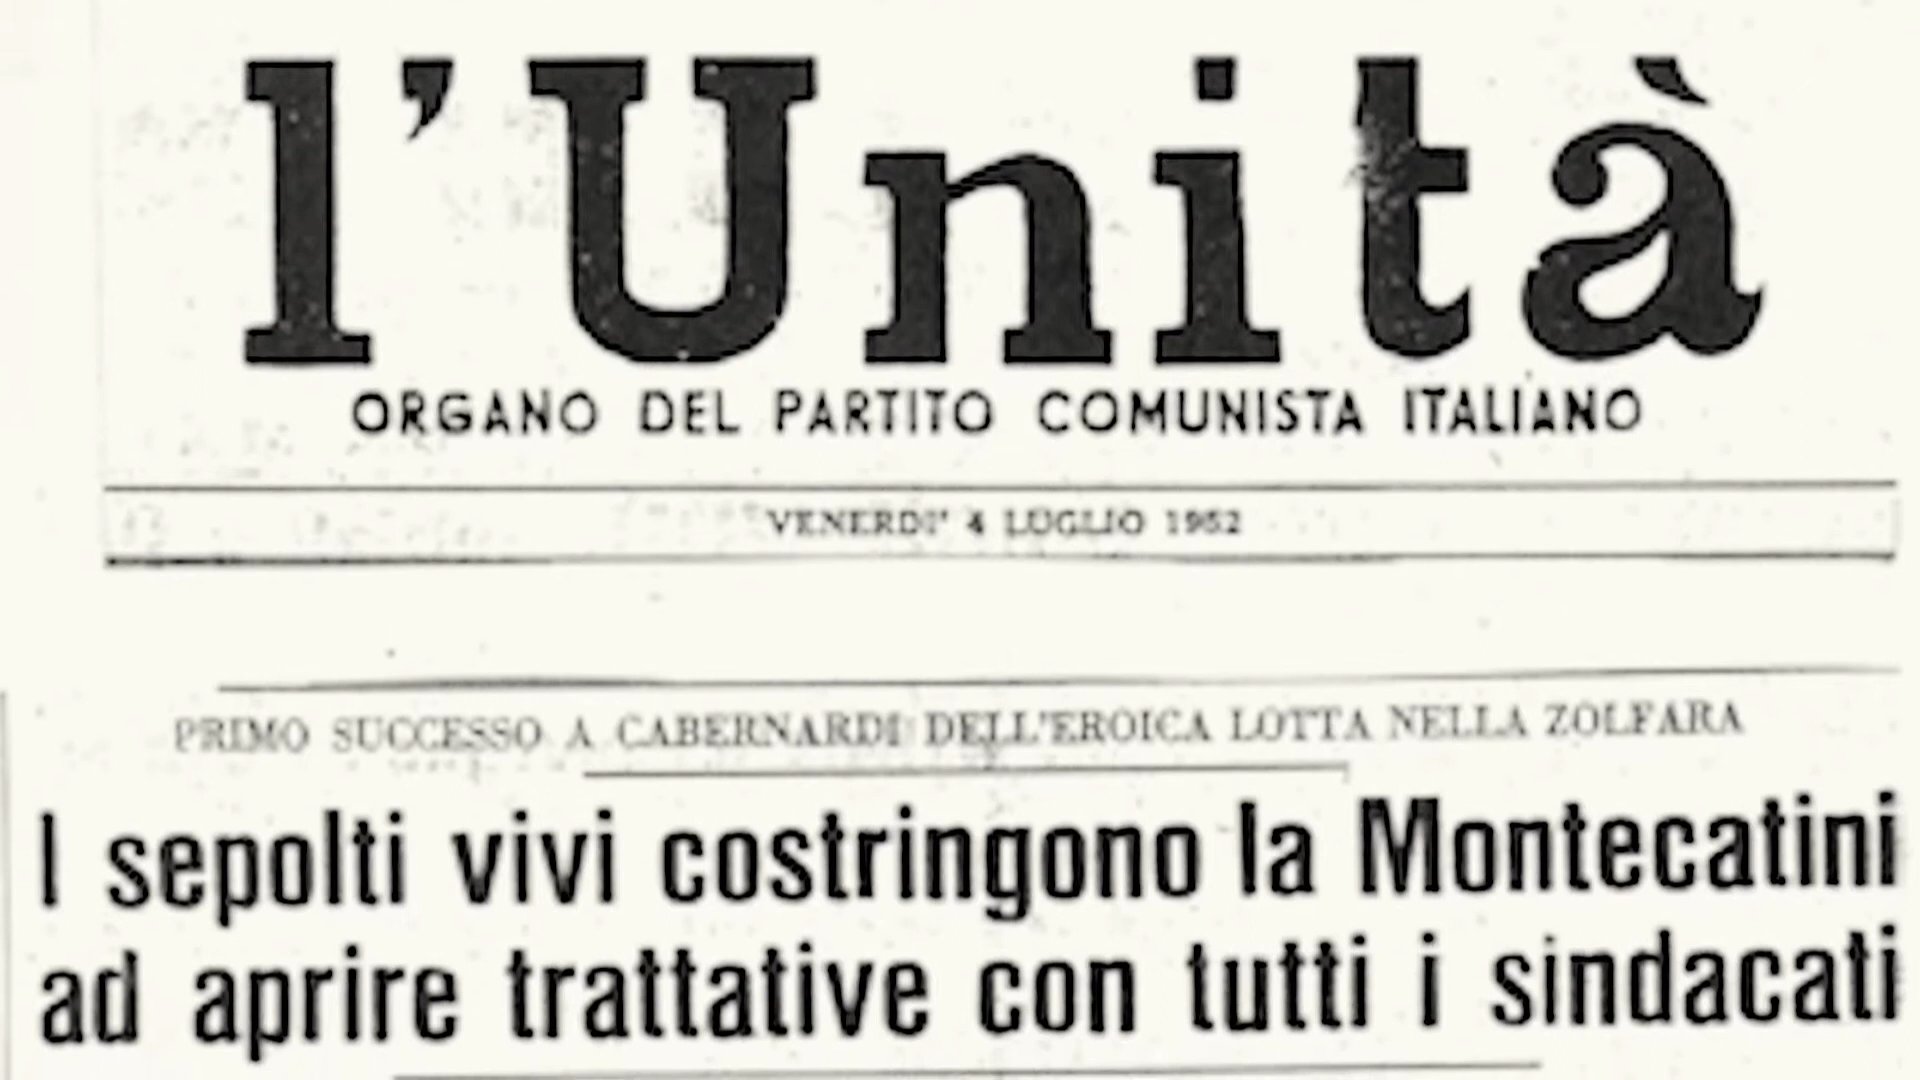 l'Unità
ORGANO DEL PARTITO COMUNISTA ITALIANO
VENERDI' 4 LUGLIO 1952
PRIMO SUCCESSO A CABERNARDI DELL'EROICA LOTTA NELLA ZOLFARA
I sepolti vivi costringono la Montecatini
ad aprire trattative con tutti i sindacati